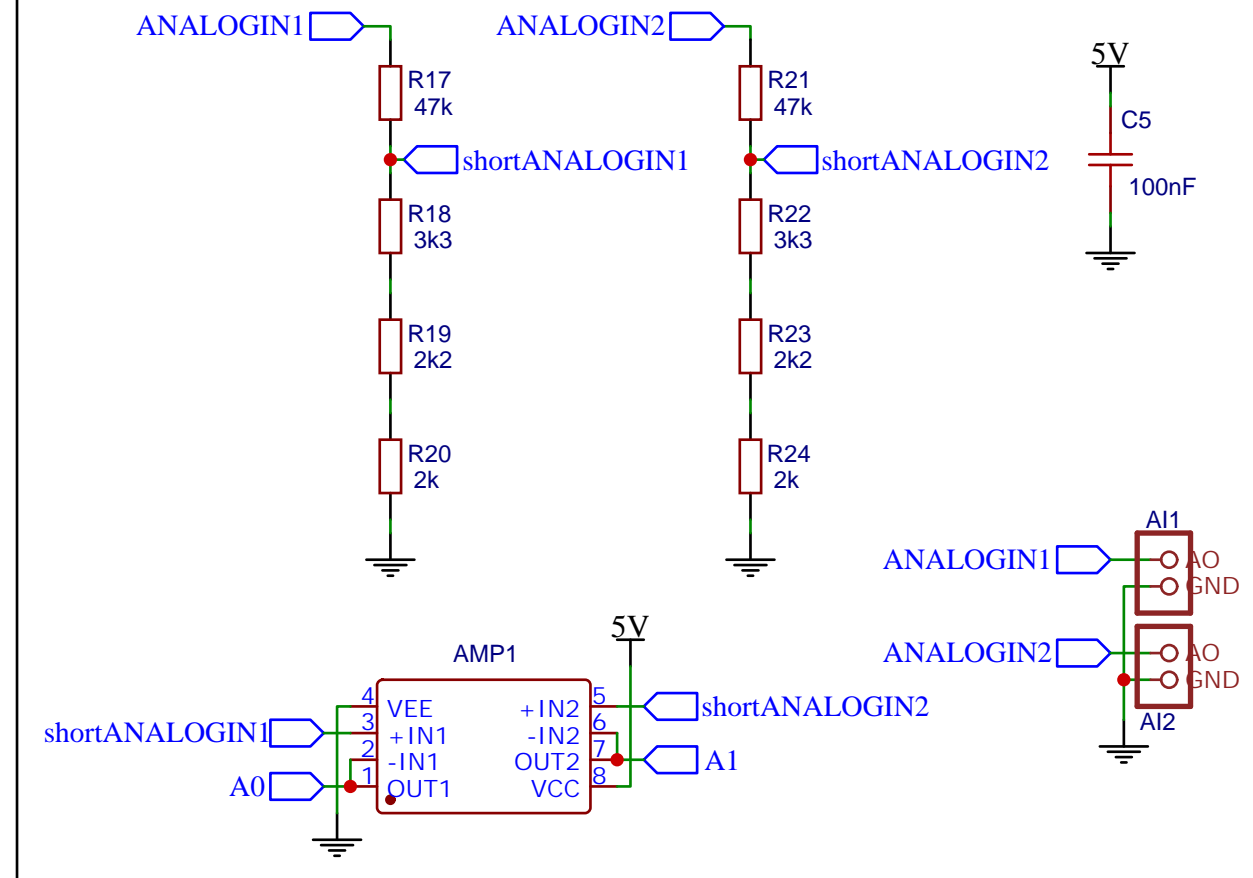 ANALOGIN1
R17
47k
shortANALOGIN1
R18
3k3
R19
2k2
R20
2k
ANALOGIN2
R21
47k
shortANALOGIN2
R22
3k3
R23
2k2
R24
2k
5V
C5
100nF
AI1
ANALOGIN1
AO
GND
ANALOGIN2
AO
GND
AI2
AMP1
5V
4 VEE
shortANALOGIN1 3 +IN1
2 -IN1
A0 1 OUT1
+IN2 5 shortANALOGIN2
-IN2 6
OUT2 7 A1
VCC 8